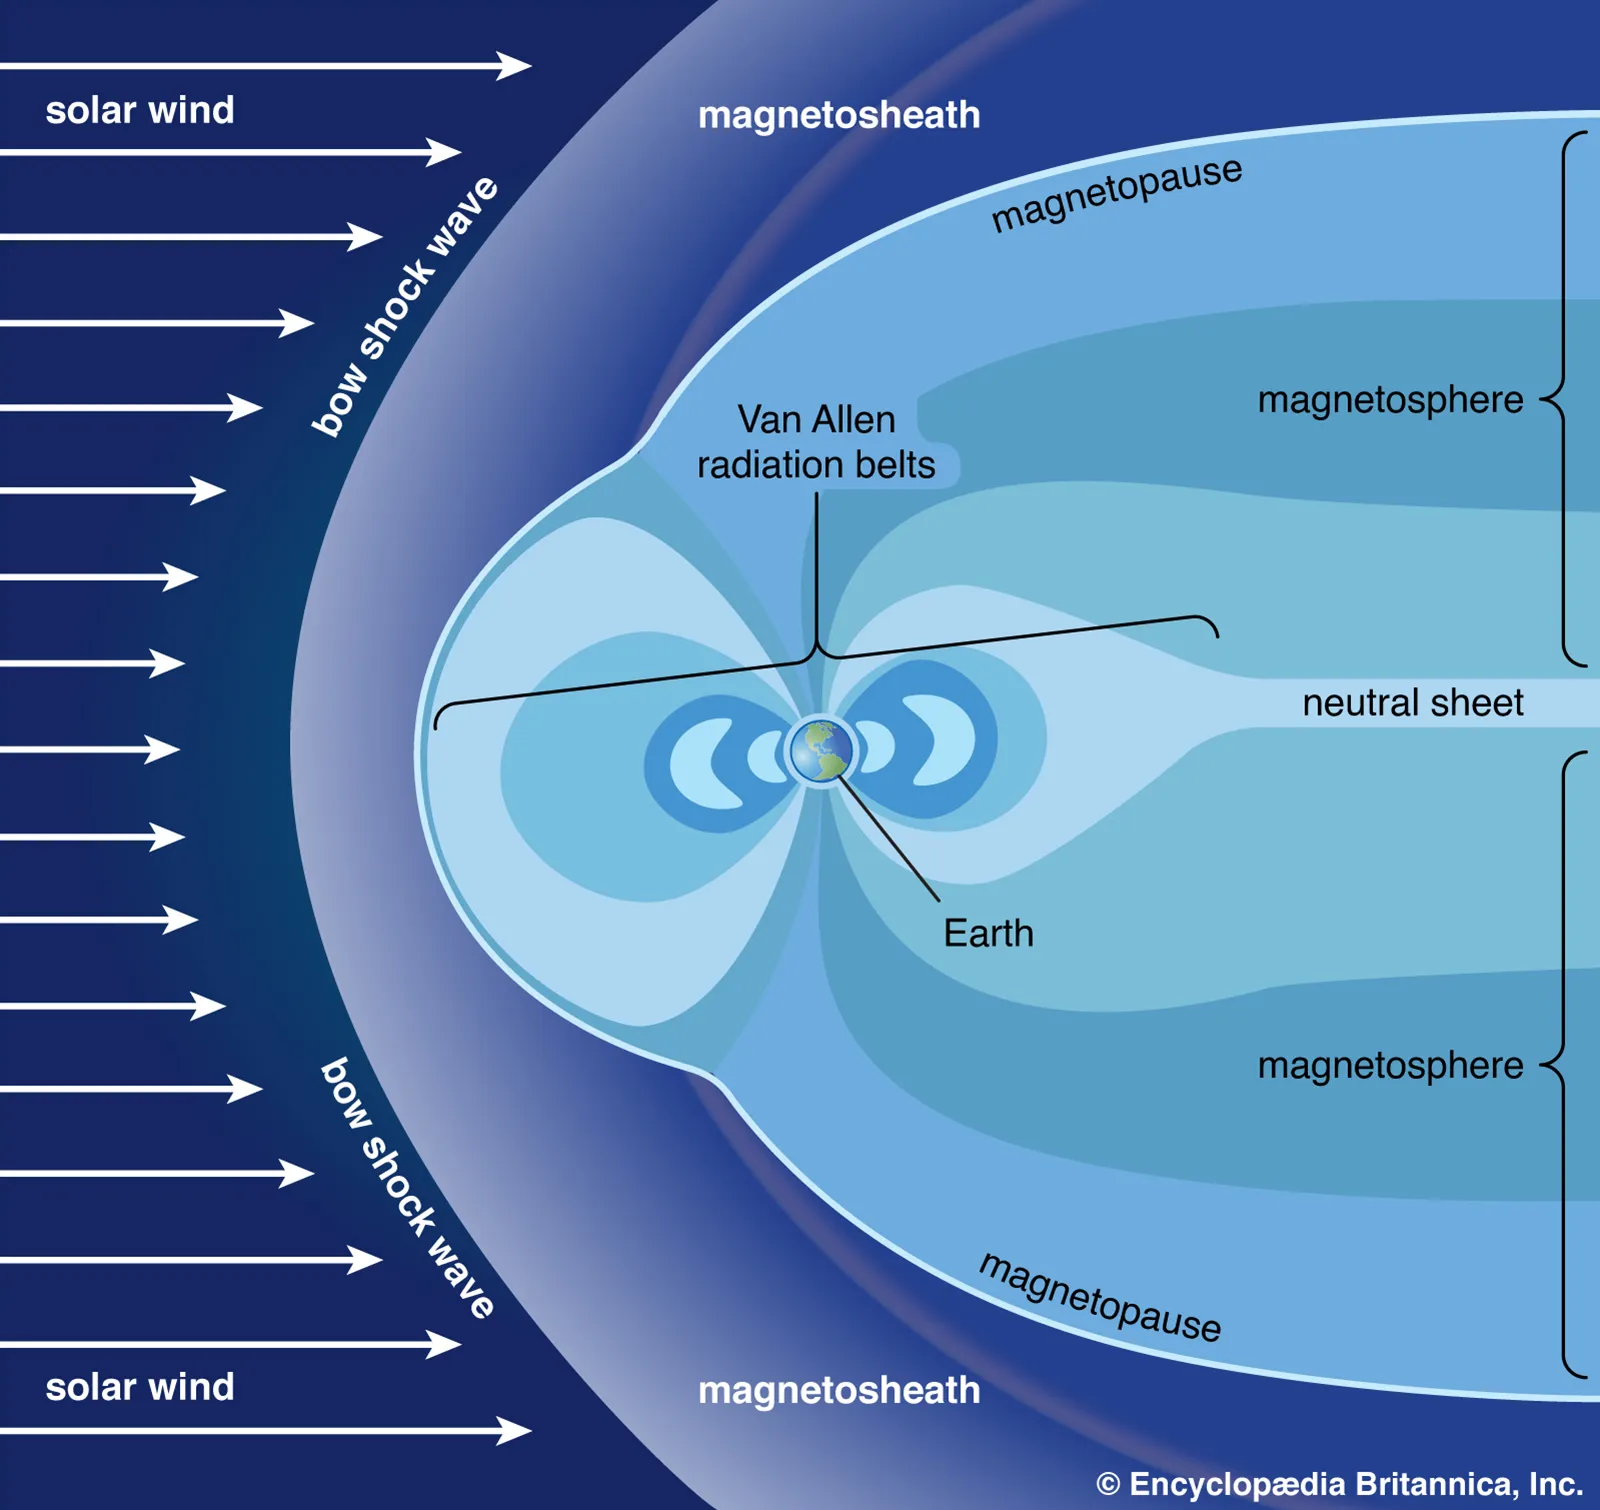 solar wind
magnetosheath
magnetopause
bow shock wave
Van Allen
radiation belts
magnetosphere
neutral sheet
Earth
magnetosphere
bow shock wave
magnetopause
solar wind
magnetosheath
© Encyclopædia Britannica, Inc.